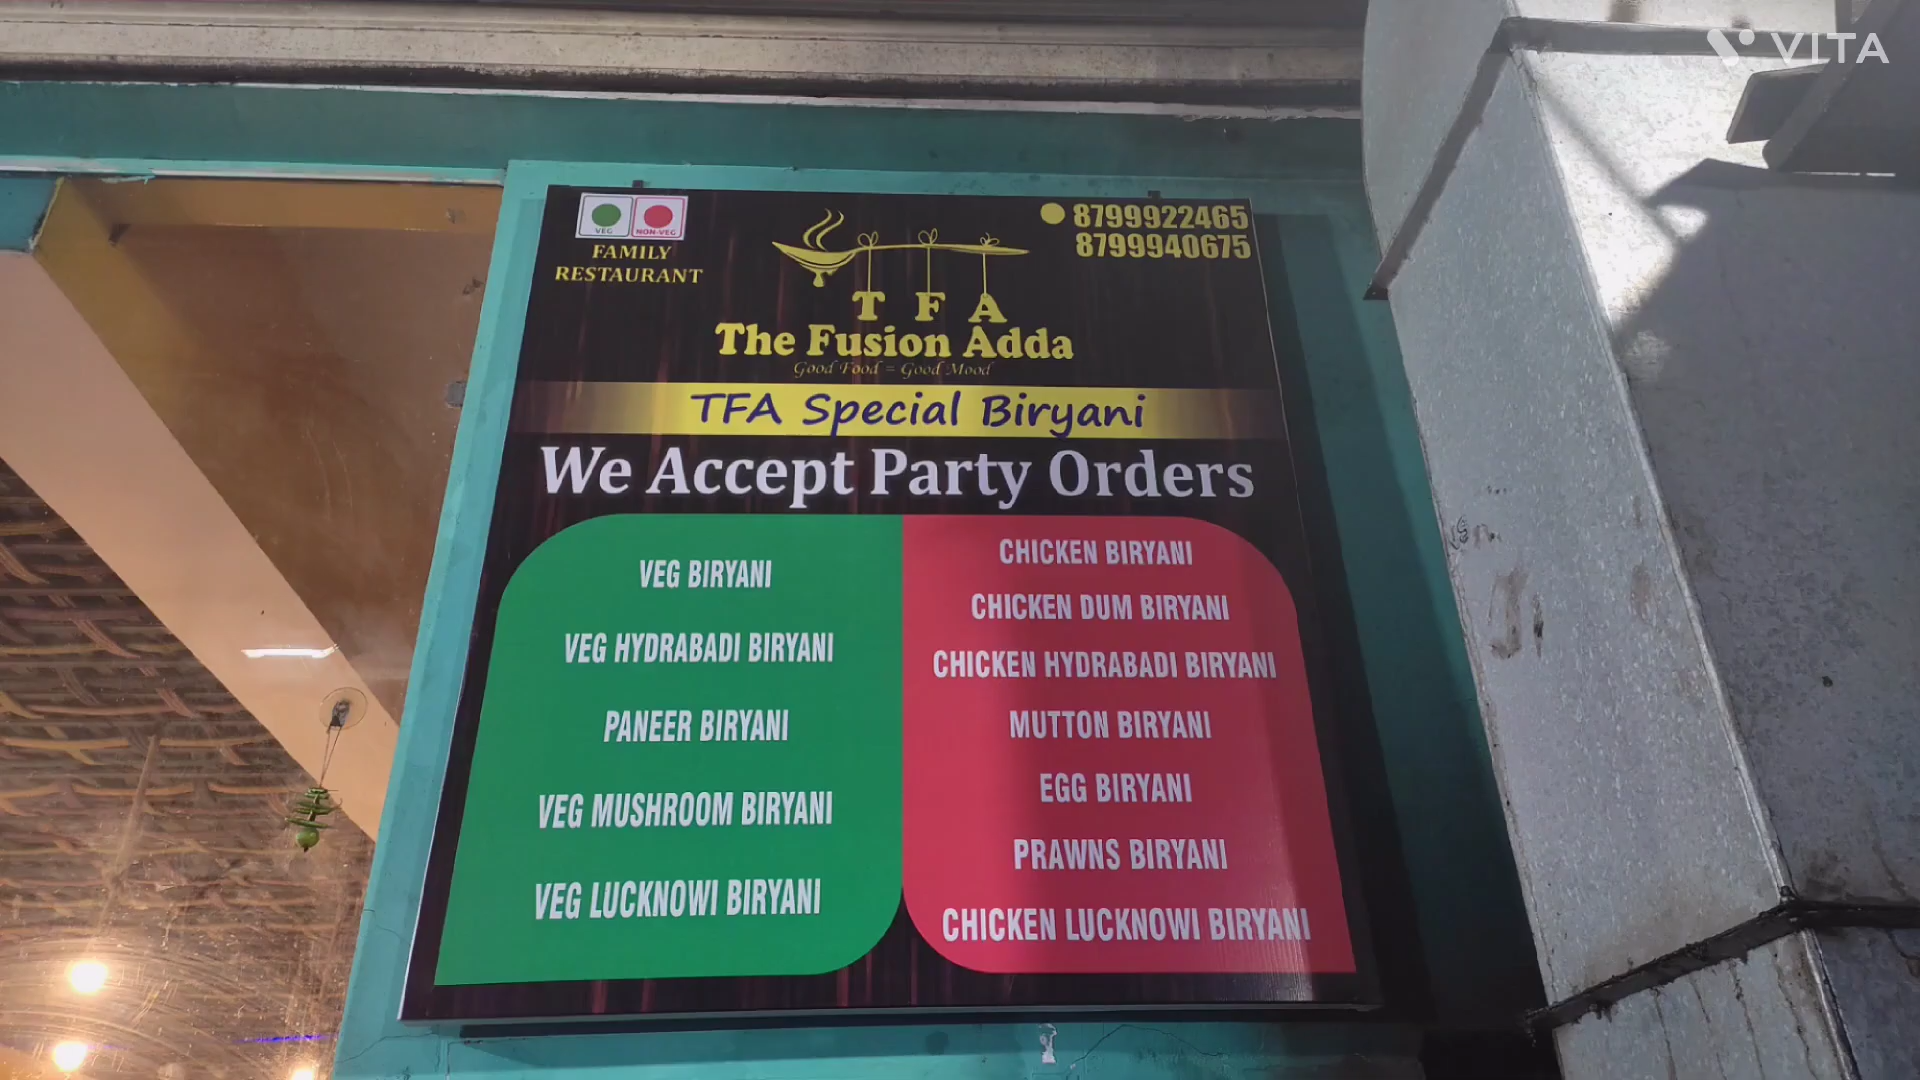 VITA
VEG NON-VEG
FAMILY
RESTAURANT
8799922465
8799940675
T F A
The Fusion Adda
Good Food = Good Mood
TFA Special Biryani
We Accept Party Orders
VEG BIRYANI
VEG HYDRABADI BIRYANI
PANEER BIRYANI
VEG MUSHROOM BIRYANI
VEG LUCKNOWI BIRYANI
CHICKEN BIRYANI
CHICKEN DUM BIRYANI
CHICKEN HYDRABADI BIRYANI
MUTTON BIRYANI
EGG BIRYANI
PRAWNS BIRYANI
CHICKEN LUCKNOWI BIRYANI